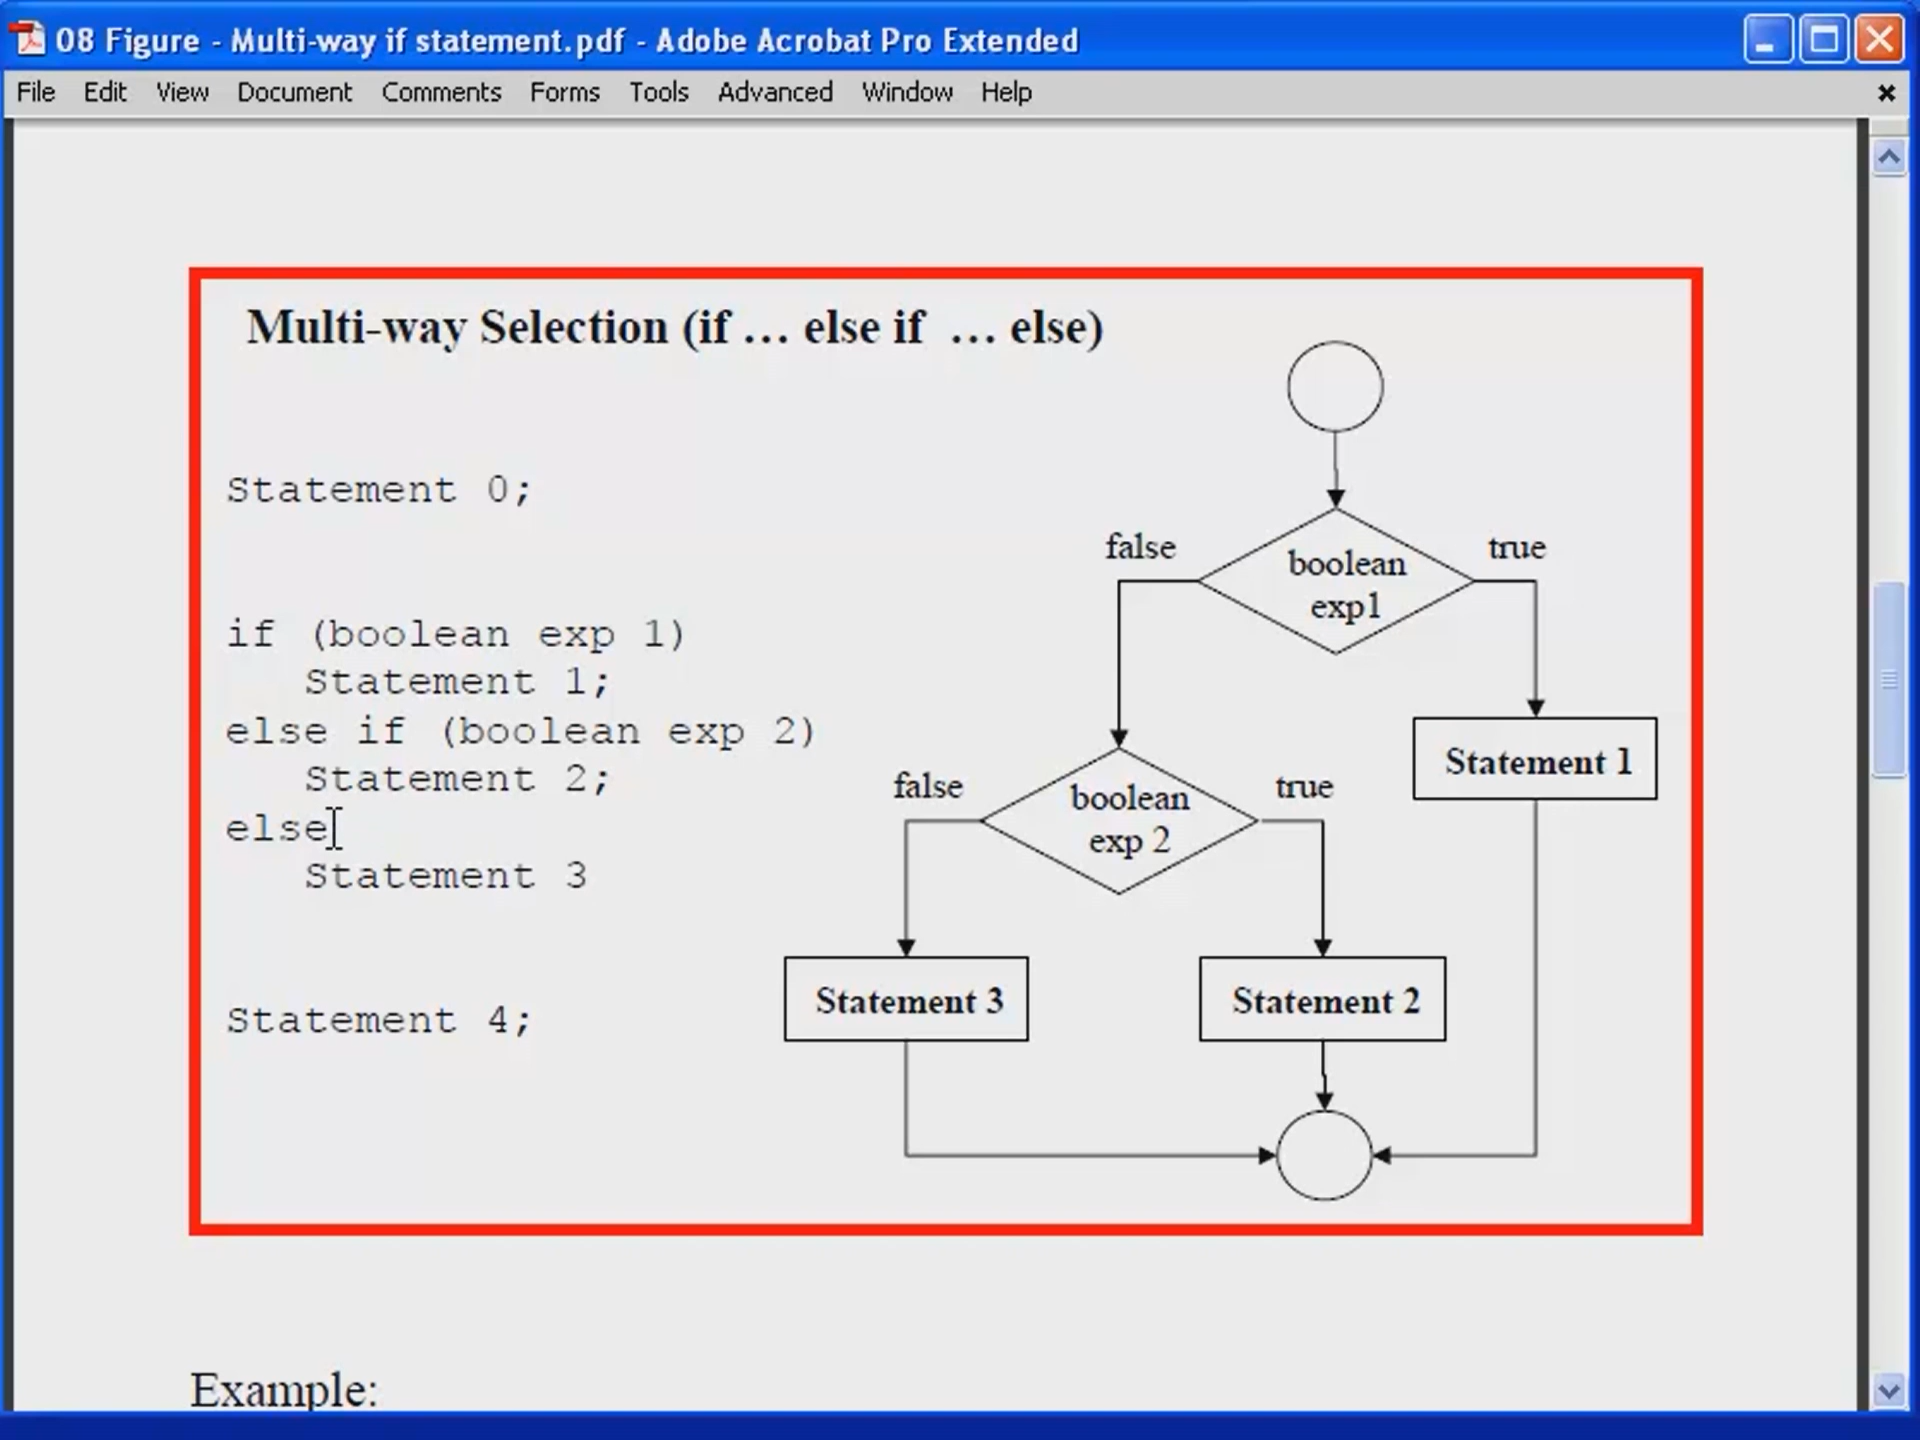 08 Figure - Multi-way if statement.pdf - Adobe Acrobat Pro Extended
File Edit View Document Comments Forms Tools Advanced Window Help
Multi-way Selection (if … else if … else)
Statement 0;
if (boolean exp 1)
Statement 1;
else if (boolean exp 2)
Statement 2;
else
Statement 3
Statement 4;
false
boolean
exp1
true
Statement 1
false
boolean
exp 2
true
Statement 3
Statement 2
Example: